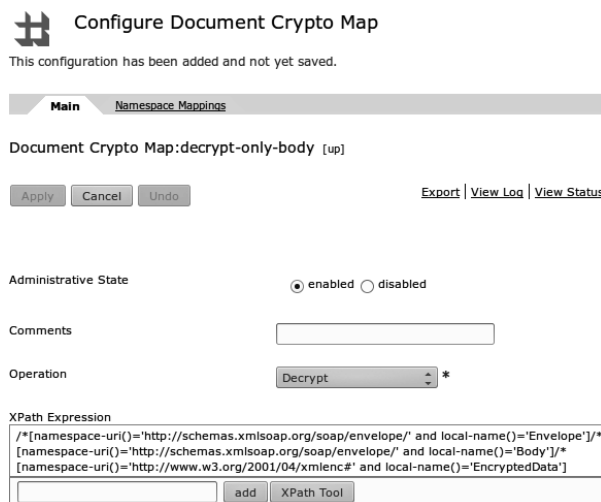 Configure Document Crypto Map
This configuration has been added and not yet saved.
Main Namespace Mappings
Document Crypto Map:decrypt-only-body [up]
Apply Cancel Undo Export | View Log | View Status
Administrative State enabled disabled
Comments
Operation Decrypt *
XPath Expression
/*[namespace-uri()='http://schemas.xmlsoap.org/soap/envelope/' and local-name()='Envelope']/*
[namespace-uri()='http://schemas.xmlsoap.org/soap/envelope/' and local-name()='Body']/*
[namespace-uri()='http://www.w3.org/2001/04/xmlenc#' and local-name()='EncryptedData']
add XPath Tool